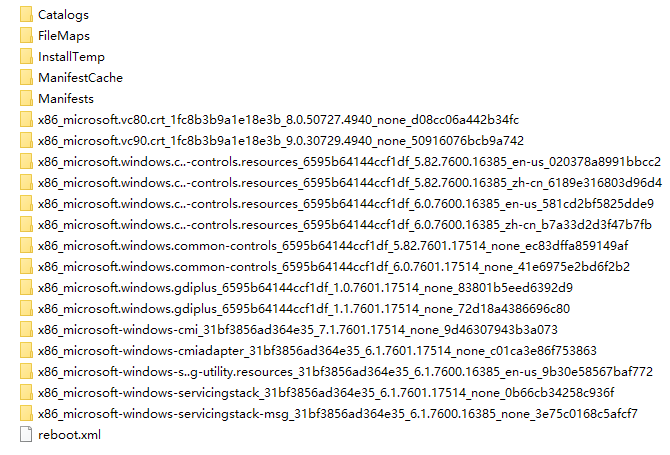 Catalogs
FileMaps
InstallTemp
ManifestCache
Manifests
x86_microsoft.vc80.crt_1fc8b3b9a1e18e3b_8.0.50727.4940_none_d08cc06a442b34fc
x86_microsoft.vc90.crt_1fc8b3b9a1e18e3b_9.0.30729.4940_none_50916076bcb9a742
x86_microsoft.windows.c..-controls.resources_6595b64144ccf1df_5.82.7600.16385_en-us_020378a8991bbcc2
x86_microsoft.windows.c..-controls.resources_6595b64144ccf1df_5.82.7600.16385_zh-cn_6189e316803d96d4
x86_microsoft.windows.c..-controls.resources_6595b64144ccf1df_6.0.7600.16385_en-us_581cd2bf5825dde9
x86_microsoft.windows.c..-controls.resources_6595b64144ccf1df_6.0.7600.16385_zh-cn_b7a33d2d3f47b7fb
x86_microsoft.windows.common-controls_6595b64144ccf1df_5.82.7601.17514_none_ec83dffa859149af
x86_microsoft.windows.common-controls_6595b64144ccf1df_6.0.7601.17514_none_41e6975e2bd6f2b2
x86_microsoft.windows.gdiplus_6595b64144ccf1df_1.0.7601.17514_none_83801b5eed6392d9
x86_microsoft.windows.gdiplus_6595b64144ccf1df_1.1.7601.17514_none_72d18a4386696c80
x86_microsoft-windows-cmi_31bf3856ad364e35_7.1.7601.17514_none_9d46307943b3a073
x86_microsoft-windows-cmiadapter_31bf3856ad364e35_6.1.7601.17514_none_c01ca3e86f753863
x86_microsoft-windows-s..g-utility.resources_31bf3856ad364e35_6.1.7600.16385_en-us_9b30e58567baf772
x86_microsoft-windows-servicingstack_31bf3856ad364e35_6.1.7601.17514_none_0b66cb34258c936f
x86_microsoft-windows-servicingstack-msg_31bf3856ad364e35_6.1.7600.16385_none_3e75c0168c5afcf7
reboot.xml